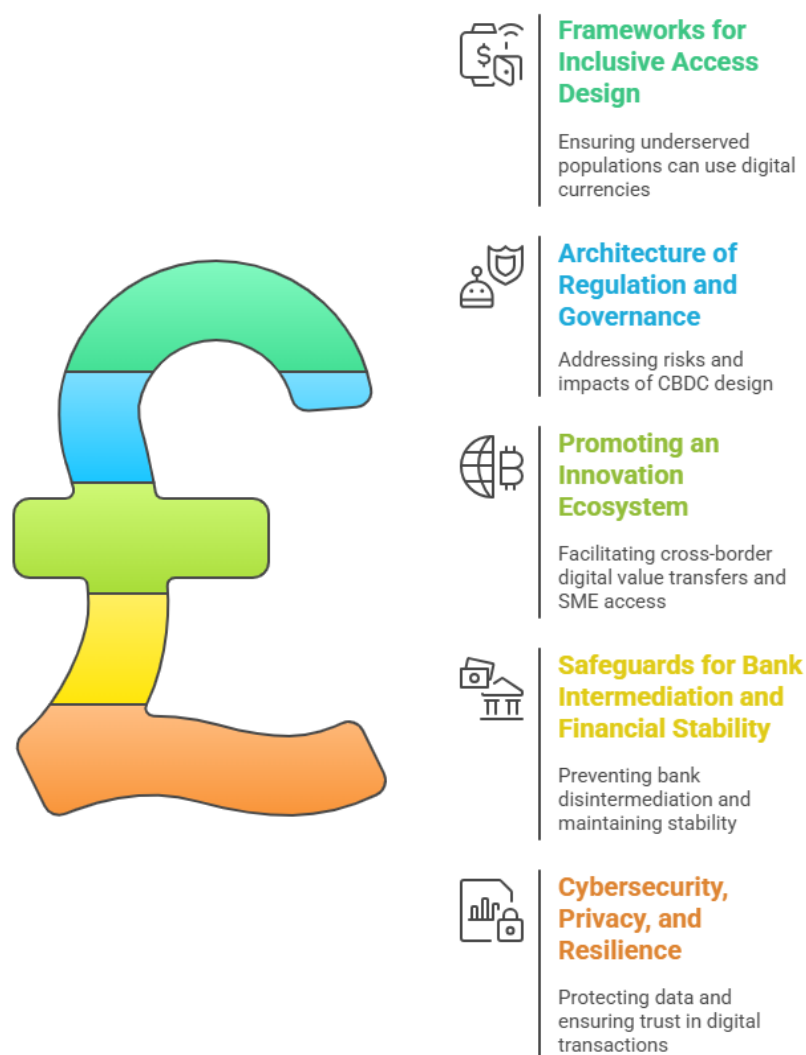 Frameworks for
Inclusive Access
Design
Ensuring underserved
populations can use digital
currencies
Architecture of
Regulation and
Governance
Addressing risks and
impacts of CBDC design
Promoting an
Innovation
Ecosystem
Facilitating cross-border
digital value transfers and
SME access
Safeguards for Bank
Intermediation and
Financial Stability
Preventing bank
disintermediation and
maintaining stability
Cybersecurity,
Privacy, and
Resilience
Protecting data and
ensuring trust in digital
transactions